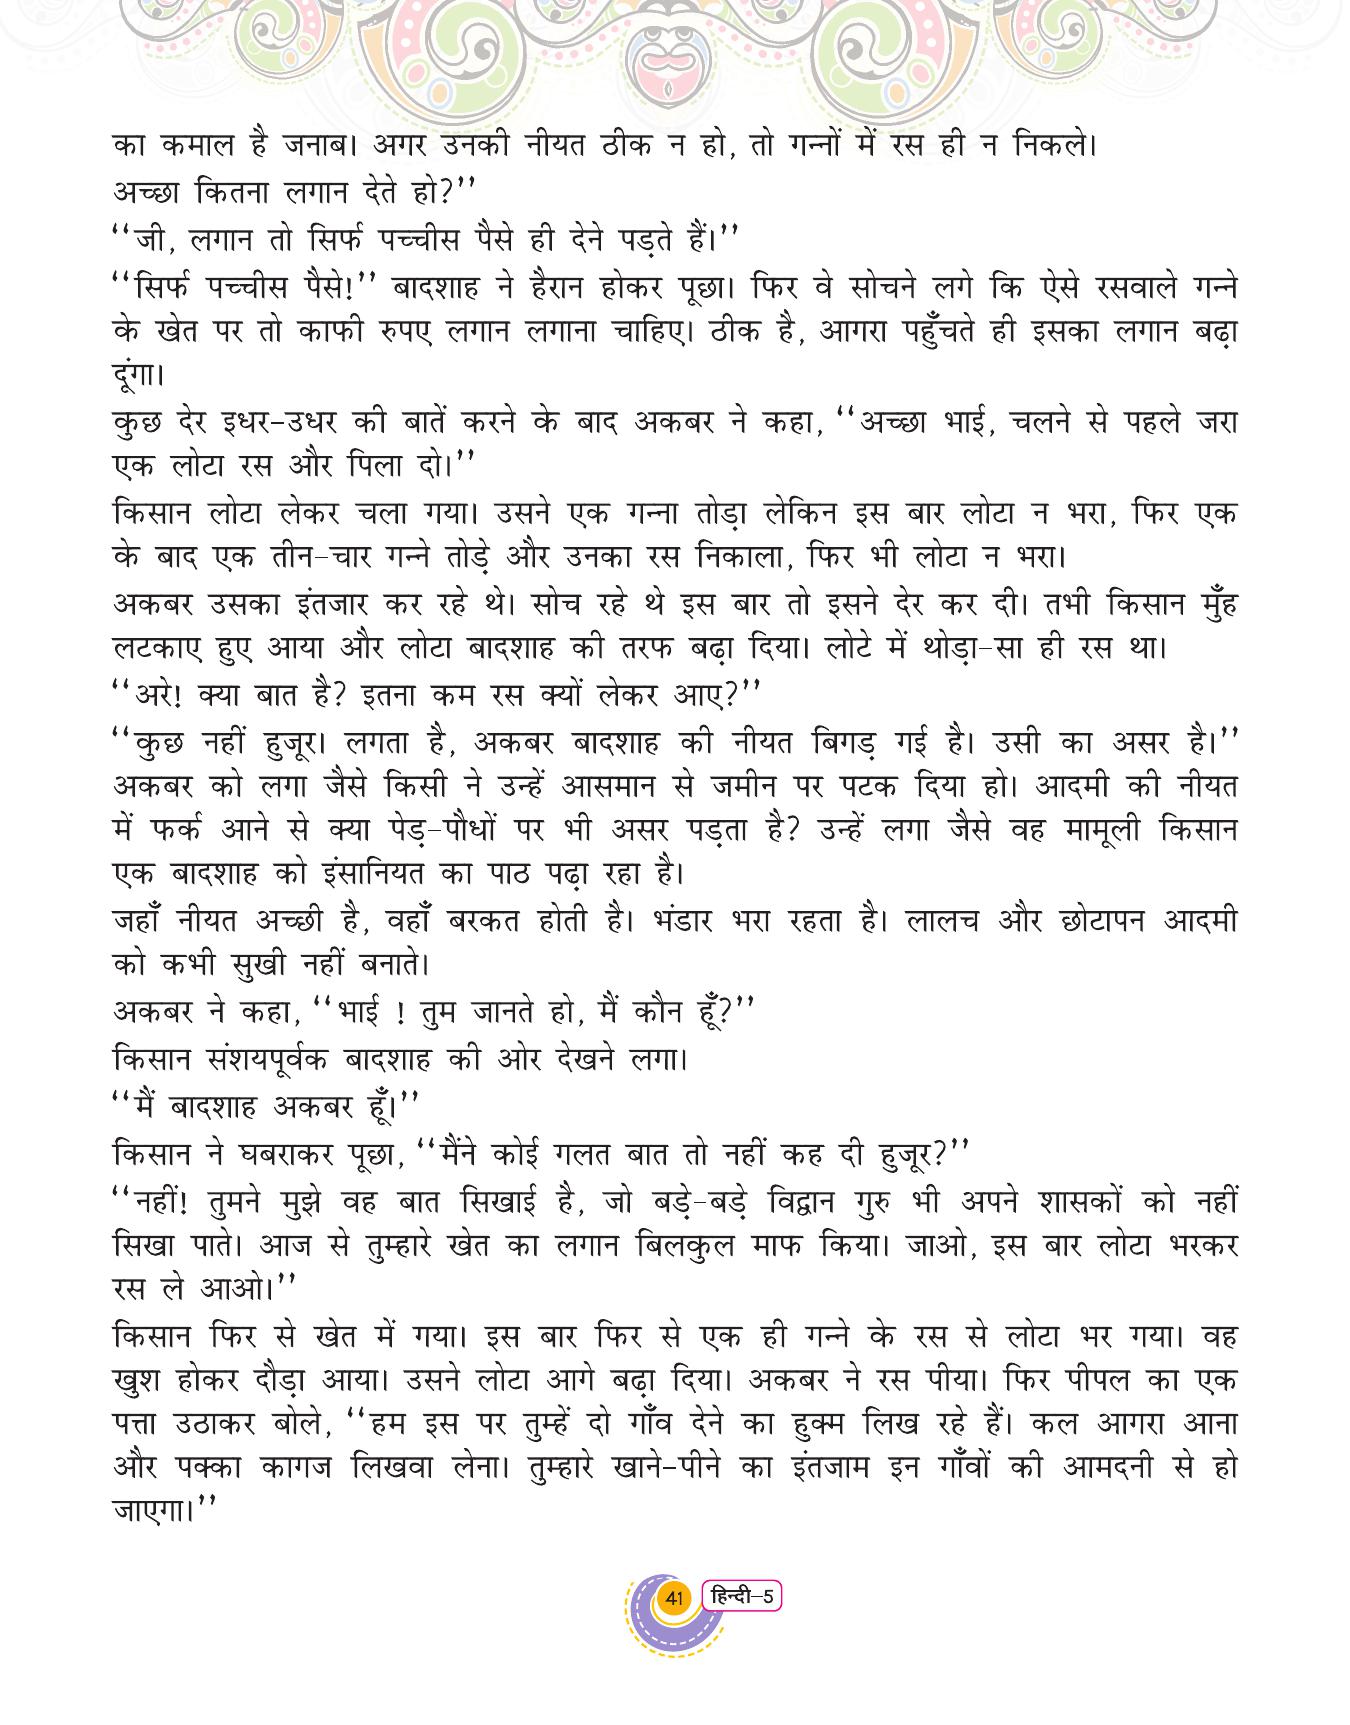 का कमाल है जनाब। अगर उनकी नीयत ठीक न हो, तो गन्नों में रस ही न निकले।
अच्छा कितना लगान देते हो?’’
‘‘जी, लगान तो सिर्फ पच्चीस पैसे ही देने पड़ते हैं।’’
‘‘सिर्फ पच्चीस पैसे!’’ बादशाह ने हैरान होकर पूछा। फिर वे सोचने लगे कि ऐसे रसवाले गन्ने
के खेत पर तो काफी रुपए लगान लगाना चाहिए। ठीक है, आगरा पहुँचते ही इसका लगान बढ़ा
दूंगा।
कुछ देर इधर-उधर की बातें करने के बाद अकबर ने कहा, ‘‘अच्छा भाई, चलने से पहले जरा
एक लोटा रस और पिला दो।’’
किसान लोटा लेकर चला गया। उसने एक गन्ना तोड़ा लेकिन इस बार लोटा न भरा, फिर एक
के बाद एक तीन-चार गन्ने तोड़े और उनका रस निकाला, फिर भी लोटा न भरा।
अकबर उसका इंतजार कर रहे थे। सोच रहे थे इस बार तो इसने देर कर दी। तभी किसान मुँह
लटकाए हुए आया और लोटा बादशाह की तरफ बढ़ा दिया। लोटे में थोड़ा-सा ही रस था।
‘‘अरे! क्या बात है? इतना कम रस क्यों लेकर आए?’’
‘‘कुछ नहीं हुजूर। लगता है, अकबर बादशाह की नीयत बिगड़ गई है। उसी का असर है।’’
अकबर को लगा जैसे किसी ने उन्हें आसमान से जमीन पर पटक दिया हो। आदमी की नीयत
में फर्क आने से क्या पेड़-पौधों पर भी असर पड़ता है? उन्हें लगा जैसे वह मामूली किसान
एक बादशाह को इंसानियत का पाठ पढ़ा रहा है।
जहाँ नीयत अच्छी है, वहाँ बरकत होती है। भंडार भरा रहता है। लालच और छोटापन आदमी
को कभी सुखी नहीं बनाते।
अकबर ने कहा, ‘‘भाई ! तुम जानते हो, मैं कौन हूँ?’’
किसान संशयपूर्वक बादशाह की ओर देखने लगा।
‘‘मैं बादशाह अकबर हूँ।’’
किसान ने घबराकर पूछा, ‘‘मैंने कोई गलत बात तो नहीं कह दी हुजूर?’’
‘‘नहीं! तुमने मुझे वह बात सिखाई है, जो बड़े-बड़े विद्वान गुरु भी अपने शासकों को नहीं
सिखा पाते। आज से तुम्हारे खेत का लगान बिलकुल माफ किया। जाओ, इस बार लोटा भरकर
रस ले आओ।’’
किसान फिर से खेत में गया। इस बार फिर से एक ही गन्ने के रस से लोटा भर गया। वह
खुश होकर दौड़ा आया। उसने लोटा आगे बढ़ा दिया। अकबर ने रस पीया। फिर पीपल का एक
पत्ता उठाकर बोले, ‘‘हम इस पर तुम्हें दो गाँव देने का हुक्म लिख रहे हैं। कल आगरा आना
और पक्का कागज लिखवा लेना। तुम्हारे खाने-पीने का इंतजाम इन गाँवों की आमदनी से हो
जाएगा।’’
41 हिन्दी-5